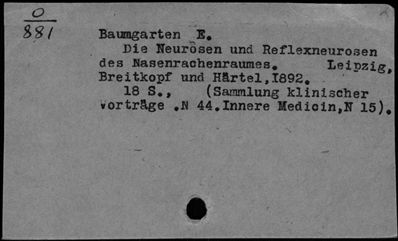 0
881
Baumgarten E.
Die Neurosen und Reflexneurosen
des Nasenrachenraumes. Leipzig,
Breitkopf und Härtel,1892.
18 S., (Sammlung klinischer
Vorträge .N 44.Innere Medicin,N 15).